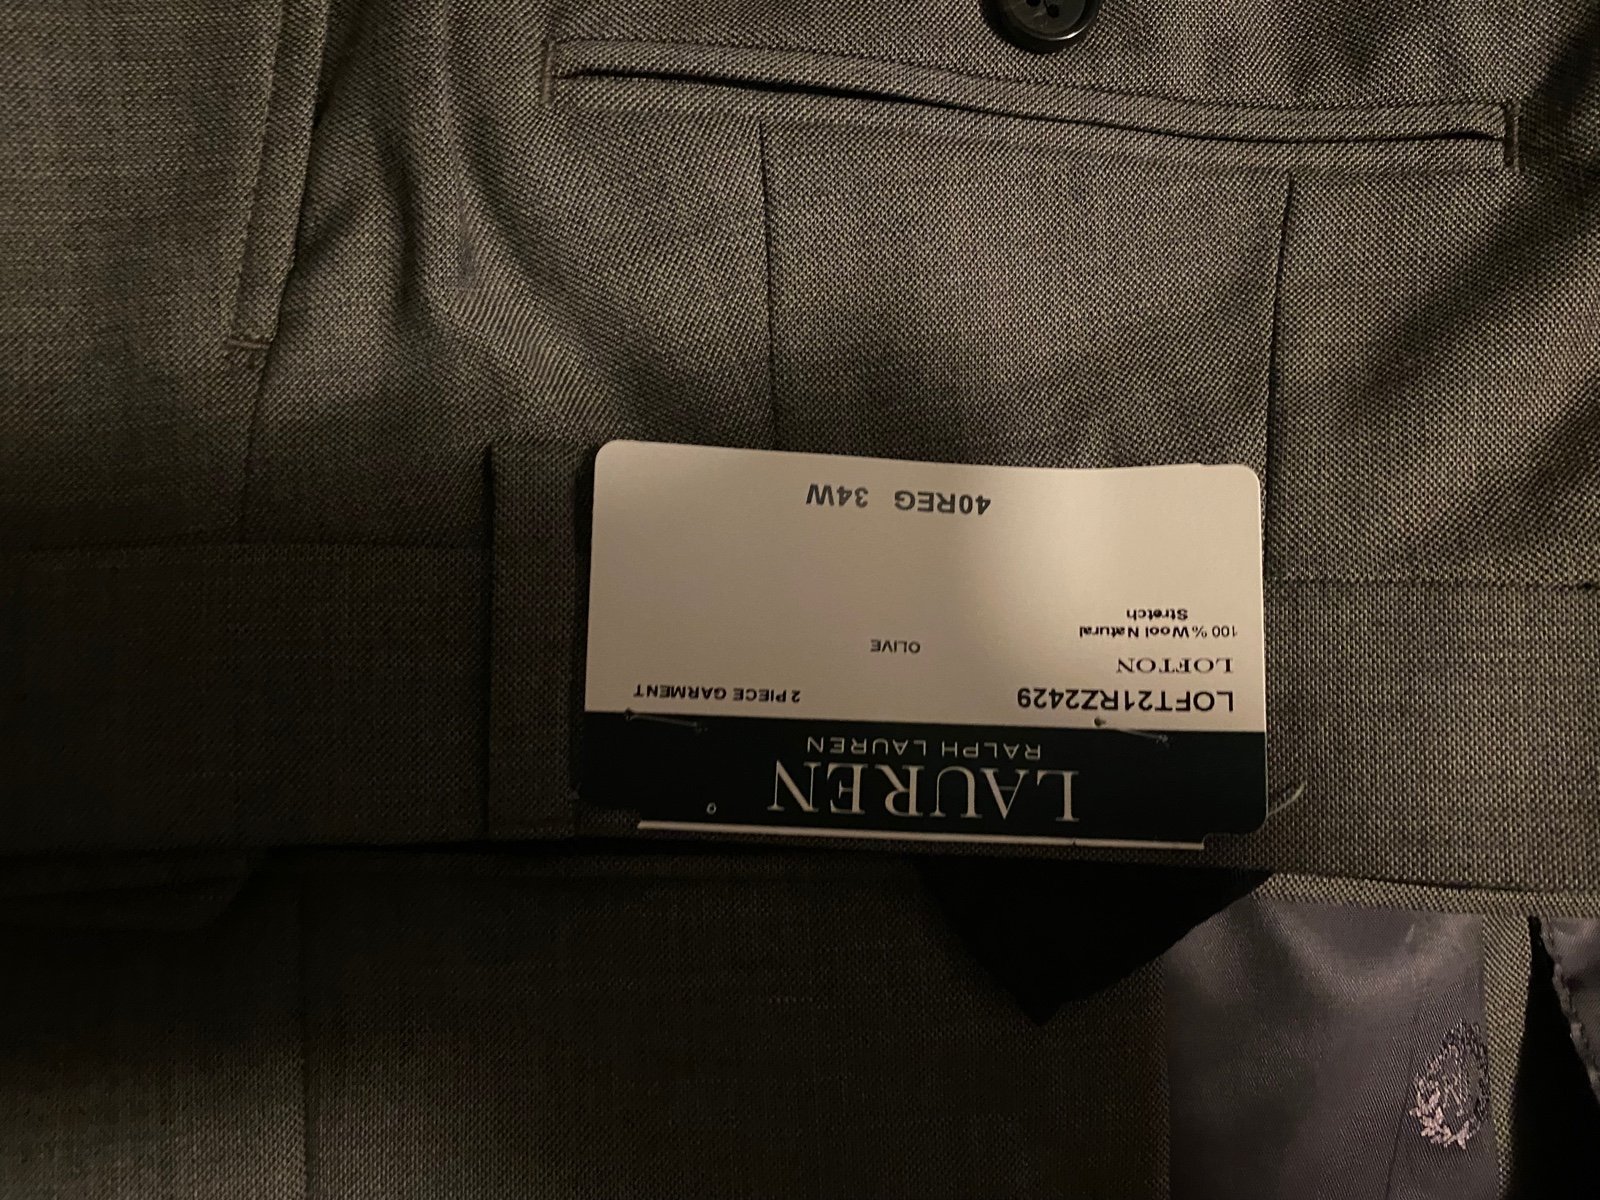 LAUREN
RALPH LAUREN
LOFT21RZ2429 2 PIECE GARMENT
LOFTON
OLIVE
100 % Wool Natural
Stretch
40REG 34W